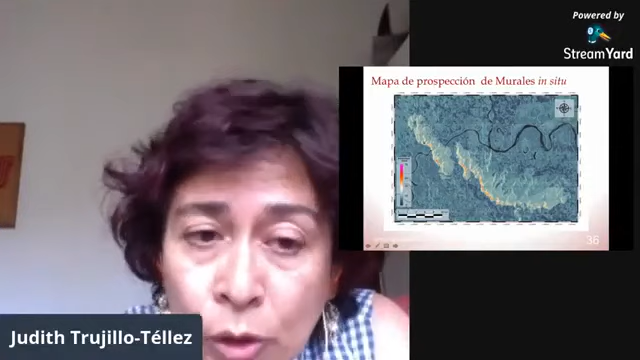 Powered by
StreamYard
Mapa de prospección de Murales in situ
36
Judith Trujillo-Téllez